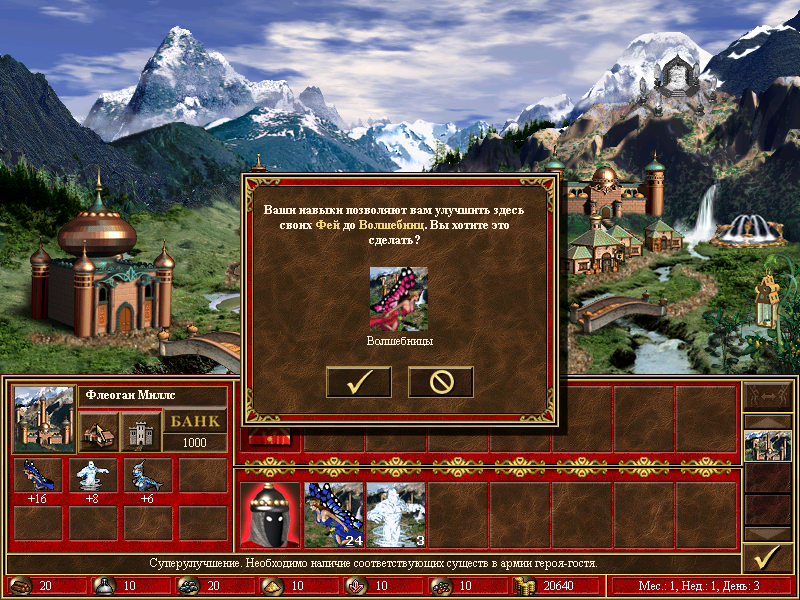 Ваши навыки позволяют вам улучшить здесь
своих Фей до Волшебниц. Вы хотите это
сделать?
Волшебницы
Флеоган Миллс
БАНК
1000
+16
+8
+6
24
3
Суперулучшение. Необходимо наличие соответствующих существ в армии героя-гостя.
20
10
20
10
10
10
20640
Мес.: 1, Нед.: 1, День: 3